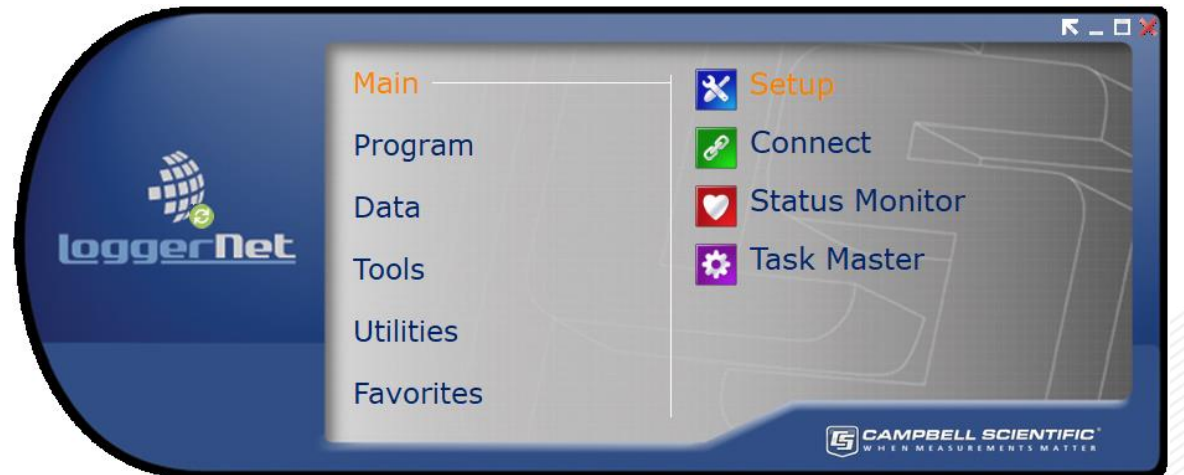 Main
Program
Data
Tools
Utilities
Favorites
Setup
Connect
Status Monitor
Task Master
LoggerNet
CAMPBELL SCIENTIFIC
WHEN MEASUREMENTS MATTER